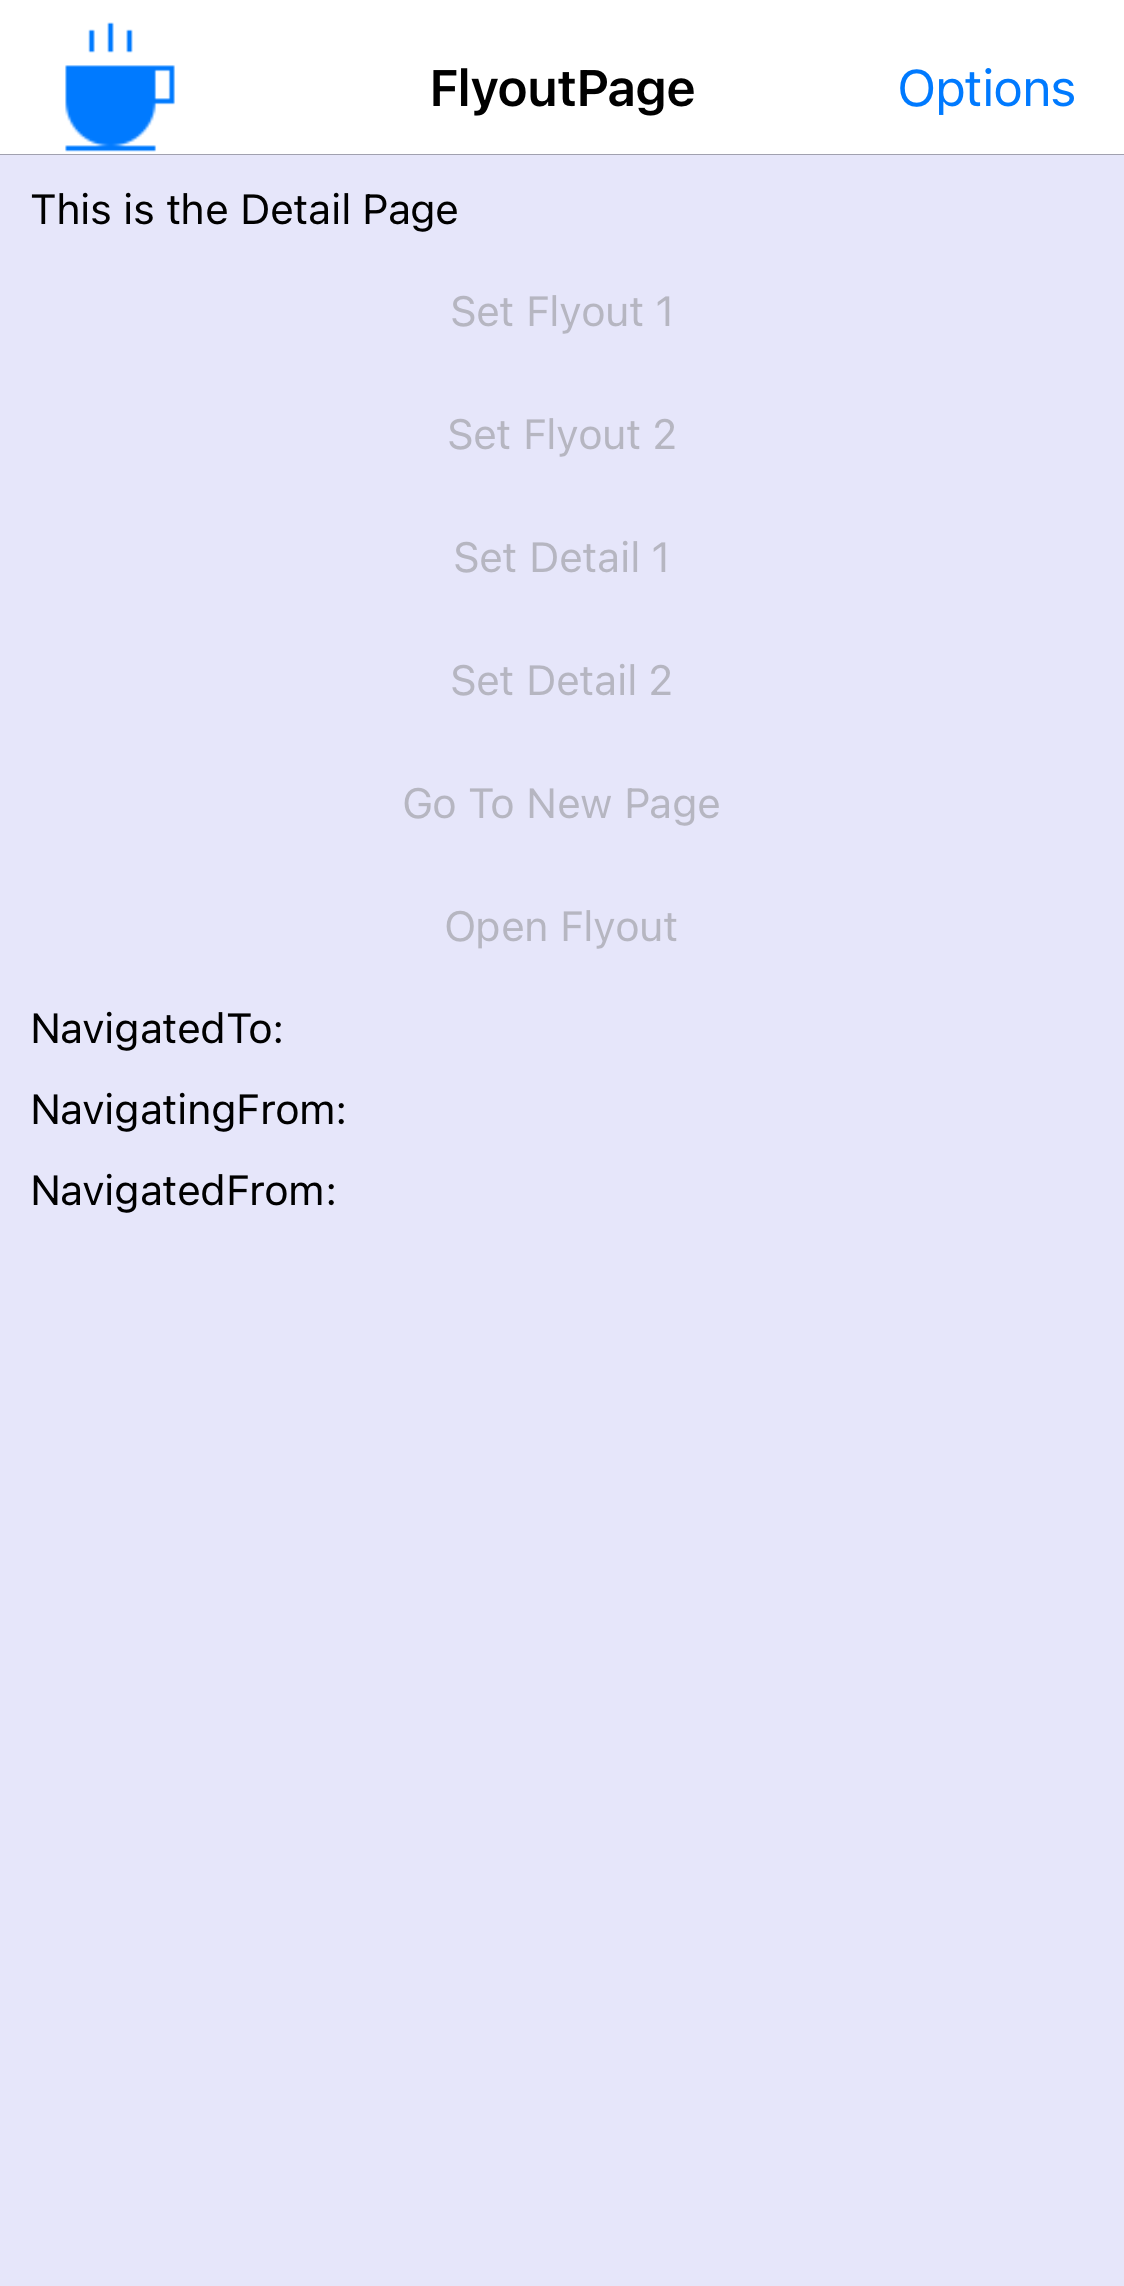 FlyoutPage
Options
This is the Detail Page
Set Flyout 1
Set Flyout 2
Set Detail 1
Set Detail 2
Go To New Page
Open Flyout
NavigatedTo:
NavigatingFrom:
NavigatedFrom: